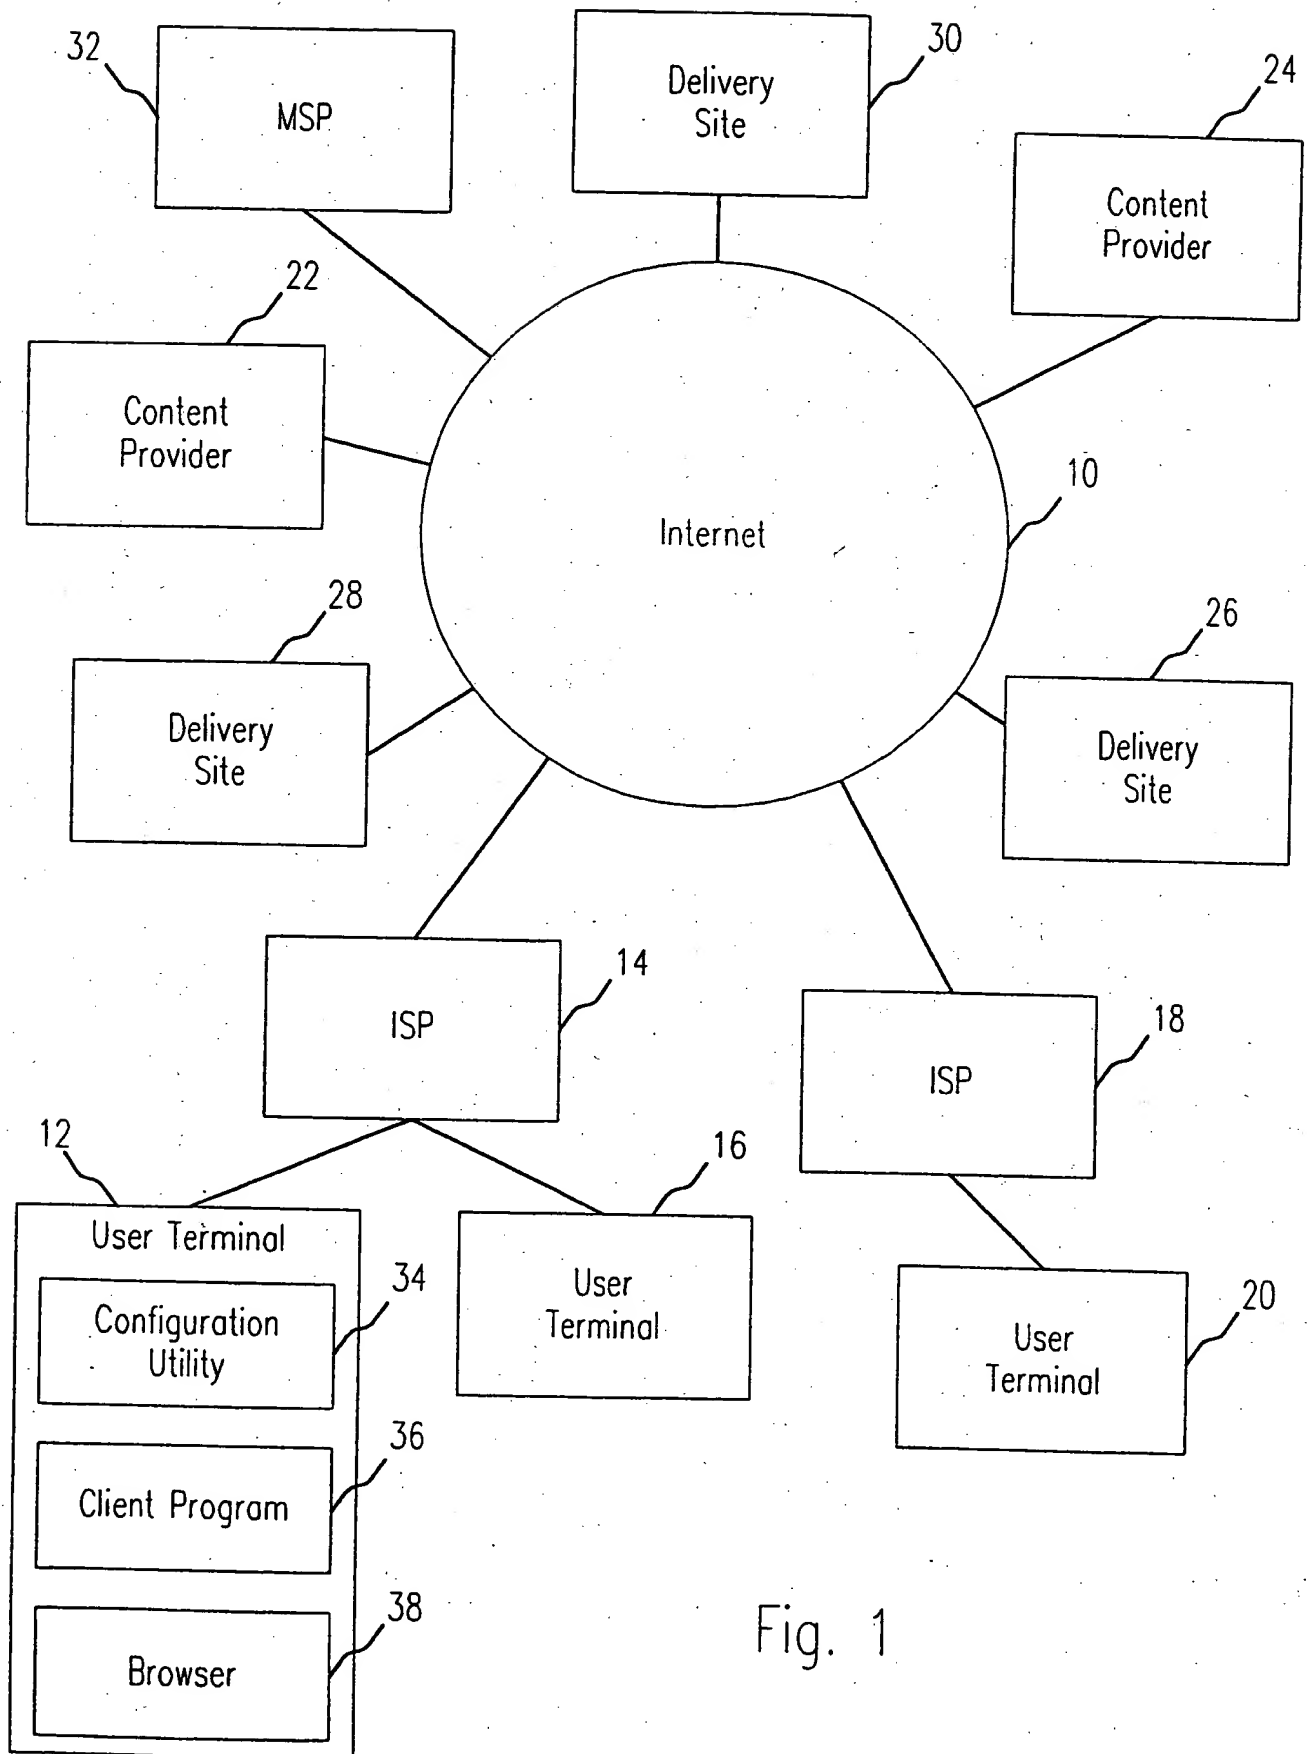 32
MSP
30
Delivery
Site
24
Content
Provider
22
Content
Provider
10
Internet
28
Delivery
Site
26
Delivery
Site
14
ISP
18
ISP
12
User Terminal
34
Configuration
Utility
36
Client Program
38
Browser
16
User
Terminal
20
User
Terminal
Fig. 1